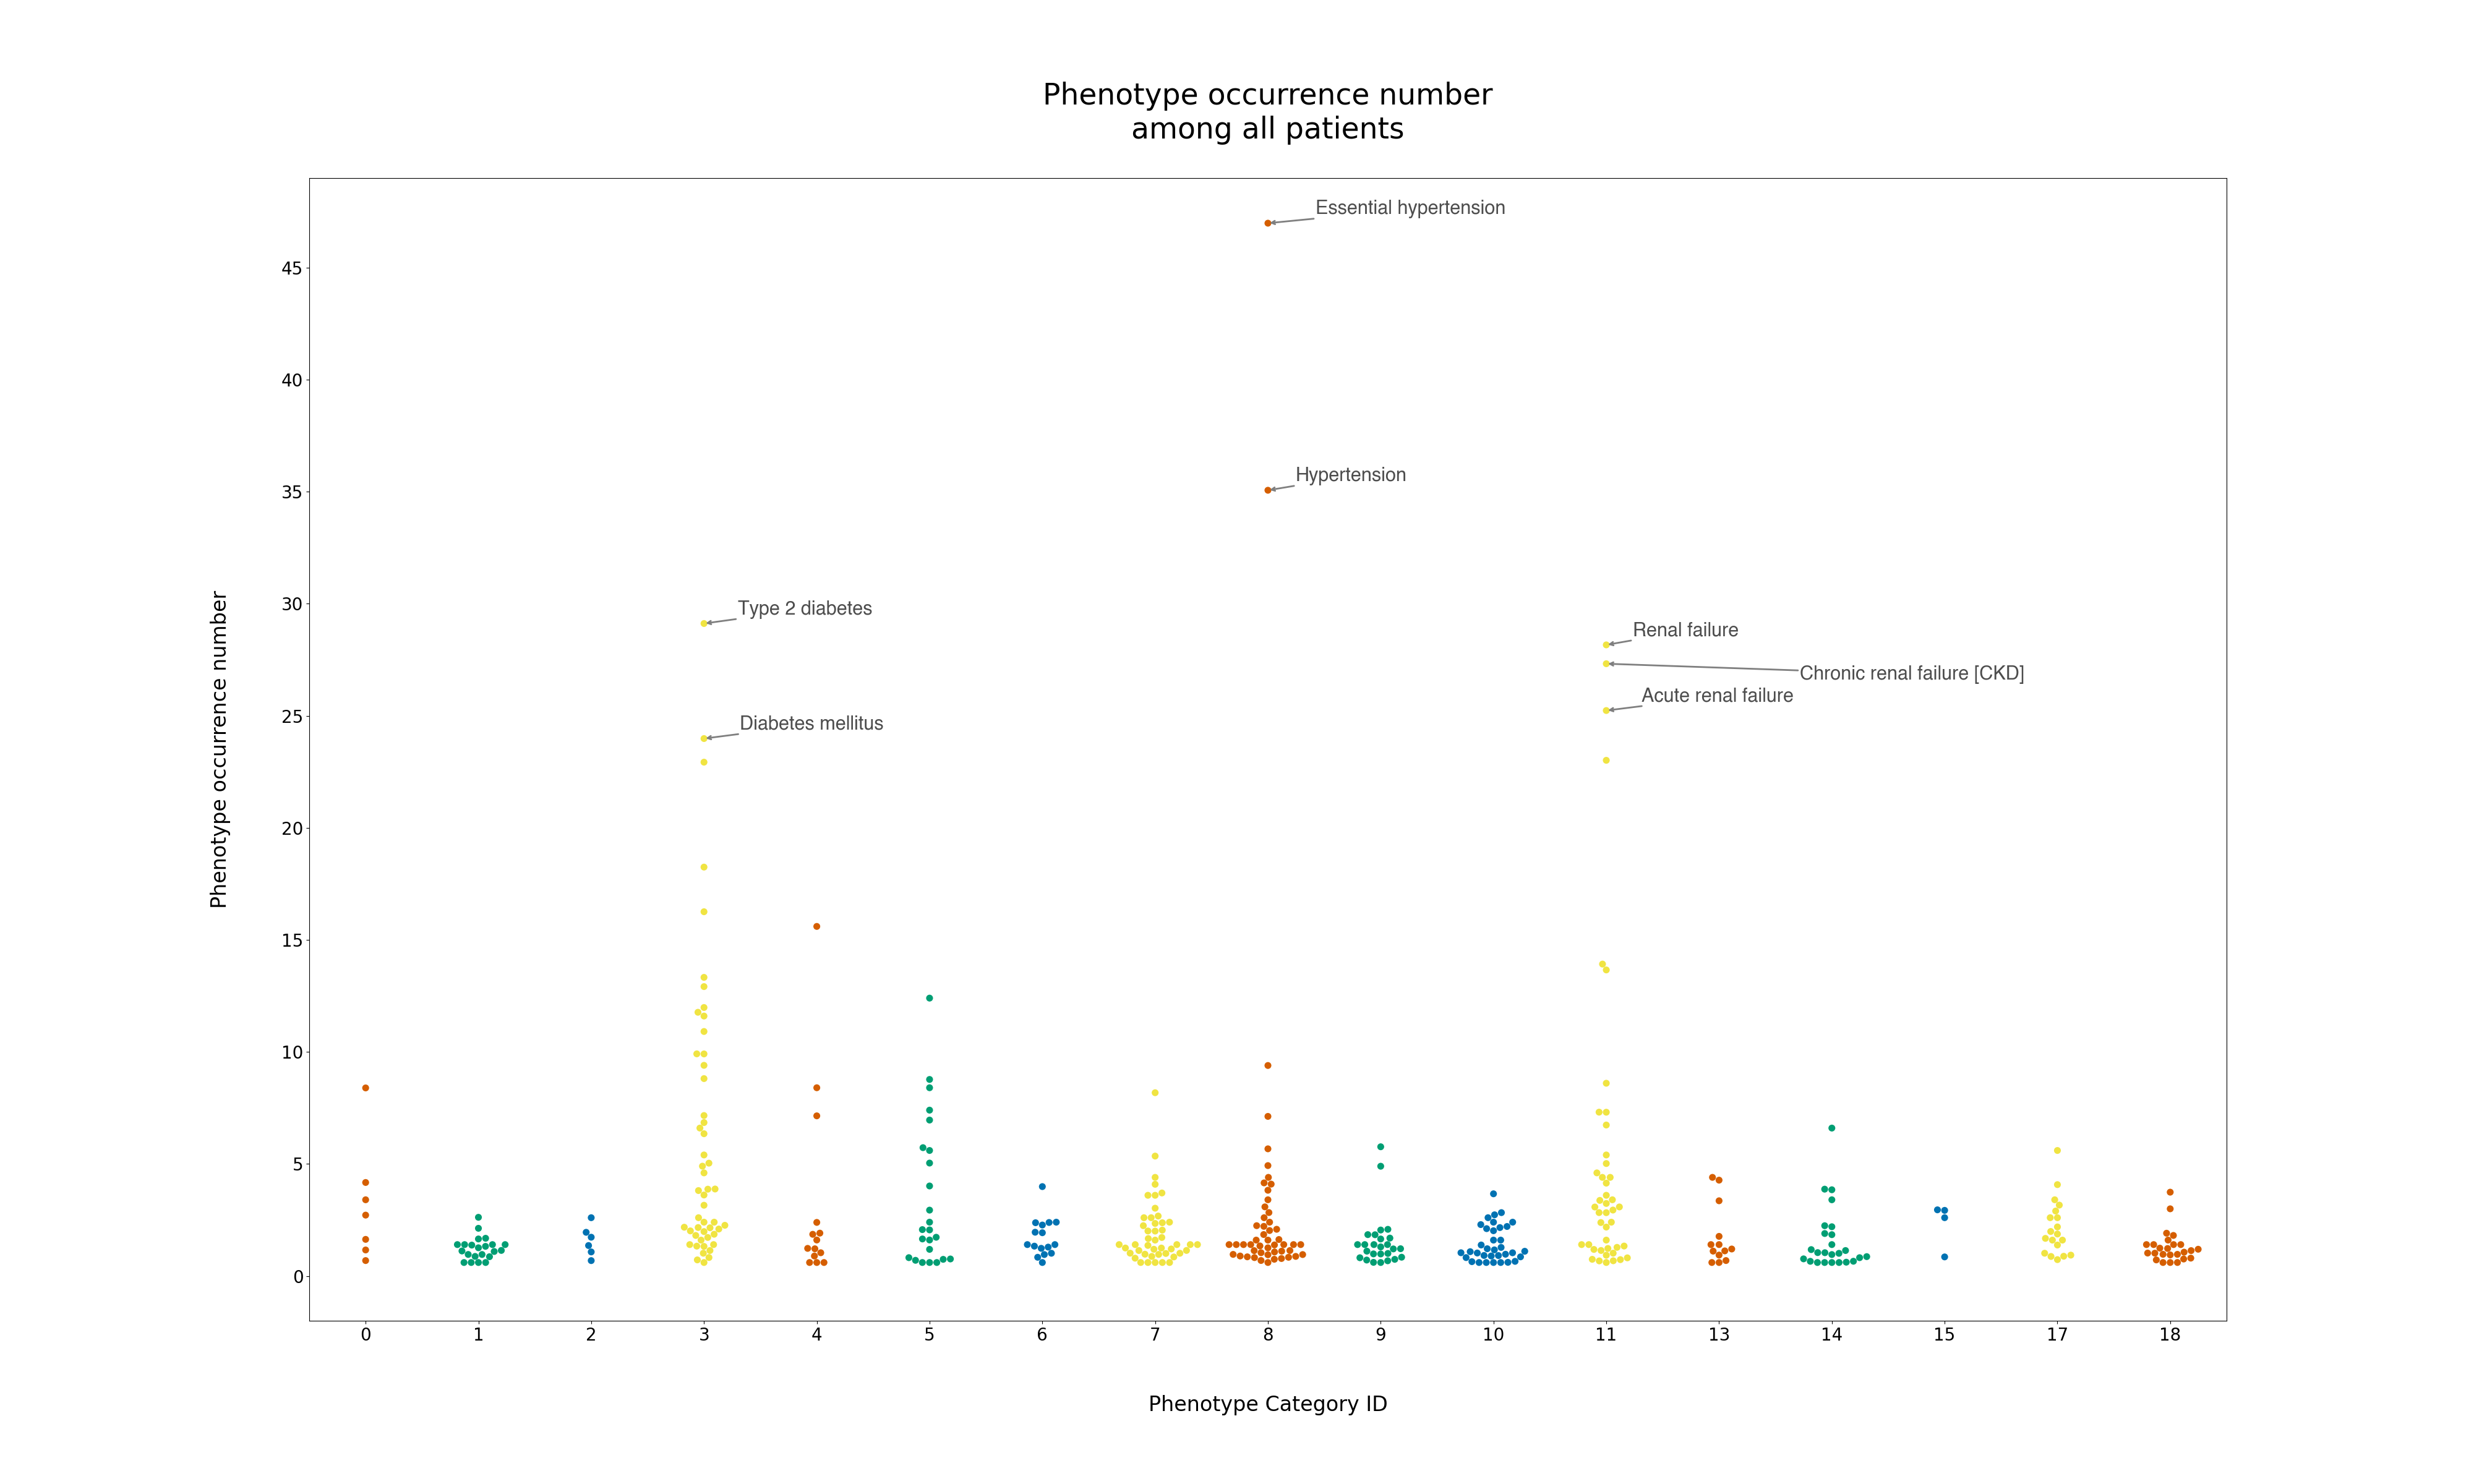 Phenotype occurrence number
among all patients
Essential hypertension
45
40
Hypertension
35
Type 2 diabetes
30
Renal failure
Chronic renal failure [CKD]
Acute renal failure
25
Diabetes mellitus
20
15
10
5
0
Phenotype occurrence number
0 1 2 3 4 5 6 7 8 9 10 11 13 14 15 17 18
Phenotype Category ID